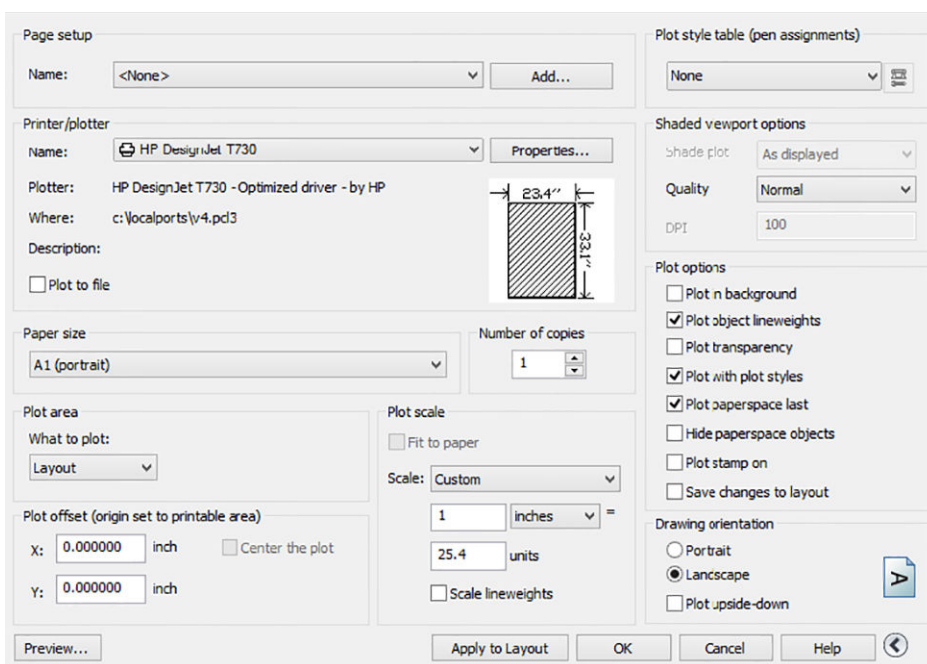 Page setup
Name: <None> Add...
Printer/plotter
Name: HP DesignJet T730 Properties...
Plotter: HP DesignJet T730 - Optimized driver - by HP
Where: c:\localports\v4.pcl3
Description:
Plot to file
23.4″
33.1″
Paper size
A1 (portrait)
Number of copies
1
Plot area
What to plot:
Layout
Plot offset (origin set to printable area)
X: 0.000000 inch Center the plot
Y: 0.000000 inch
Plot scale
Fit to paper
Scale: Custom
1 inches =
25.4 units
Scale lineweights
Plot style table (pen assignments)
None
Shaded viewport options
Shade plot As displayed
Quality Normal
DPI 100
Plot options
Plot in background
Plot object lineweights
Plot transparency
Plot with plot styles
Plot paperspace last
Hide paperspace objects
Plot stamp on
Save changes to layout
Drawing orientation
Portrait
Landscape
Plot upside-down
A
Preview... Apply to Layout OK Cancel Help